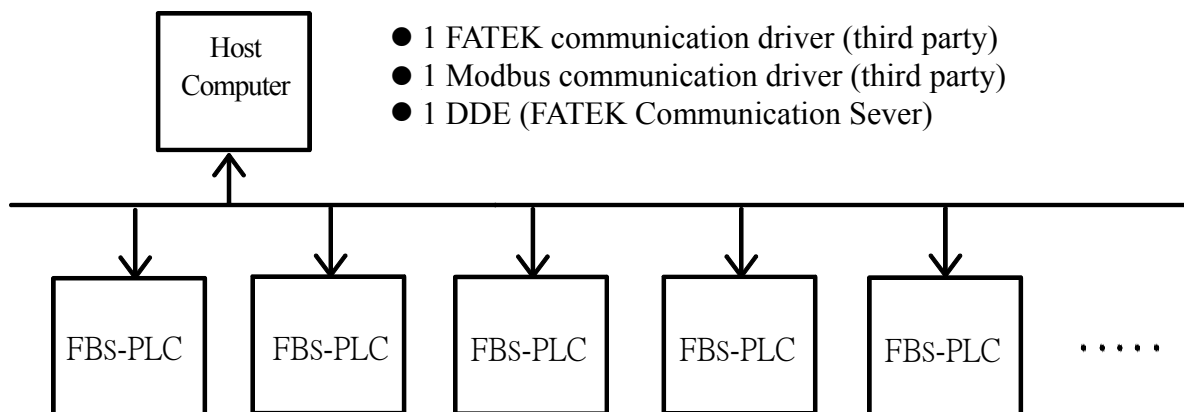 Host
Computer
● 1 FATEK communication driver (third party)
● 1 Modbus communication driver (third party)
● 1 DDE (FATEK Communication Sever)
FBS-PLC
FBS-PLC
FBS-PLC
FBS-PLC
FBS-PLC
·····